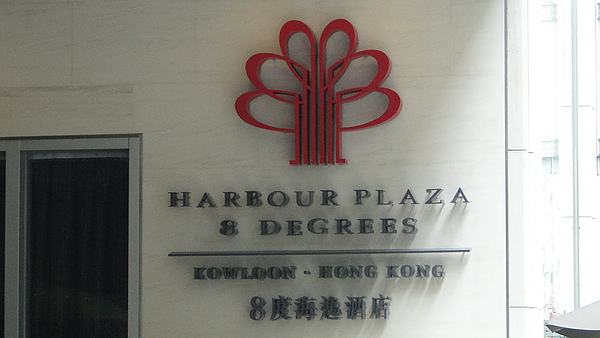 HARBOUR PLAZA
8 DEGREES
KOWLOON - HONG KONG
8度海逸酒店